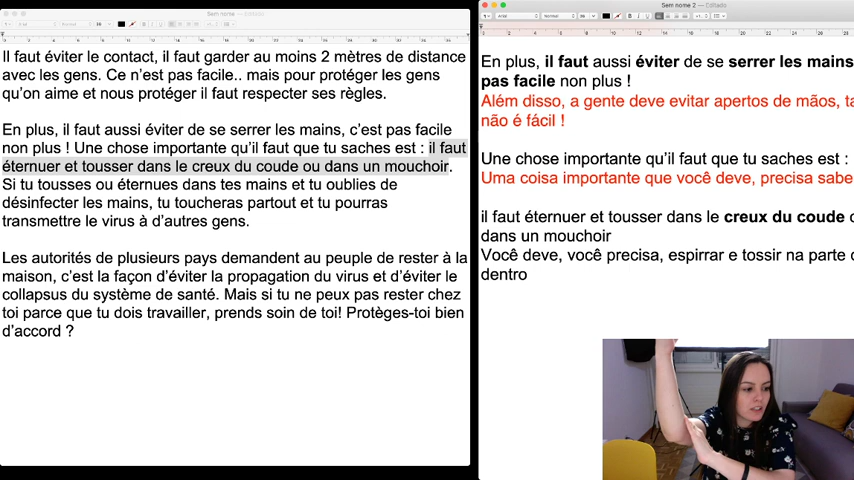 Sem nome — Editado
Il faut éviter le contact, il faut garder au moins 2 mètres de distance
avec les gens. Ce n'est pas facile.. mais pour protéger les gens
qu'on aime et nous protéger il faut respecter ses règles.
En plus, il faut aussi éviter de se serrer les mains, c'est pas facile
non plus ! Une chose importante qu'il faut que tu saches est : il faut
éternuer et tousser dans le creux du coude ou dans un mouchoir.
Si tu tousses ou éternues dans tes mains et tu oublies de
désinfecter les mains, tu toucheras partout et tu pourras
transmettre le virus à d'autres gens.
Les autorités de plusieurs pays demandent au peuple de rester à la
maison, c'est la façon d'éviter la propagation du virus et d'éviter le
collapsus du système de santé. Mais si tu ne peux pas rester chez
toi parce que tu dois travailler, prends soin de toi! Protèges-toi bien
d'accord ?
Sem nome 2 — Editado
En plus, il faut aussi éviter de se serrer les mains
pas facile non plus !
Além disso, a gente deve evitar apertos de mãos, ta
não é fácil !
Une chose importante qu'il faut que tu saches est :
Uma coisa importante que você deve, precisa sabe
il faut éternuer et tousser dans le creux du coude
dans un mouchoir
Você deve, você precisa, espirrar e tossir na parte
dentro